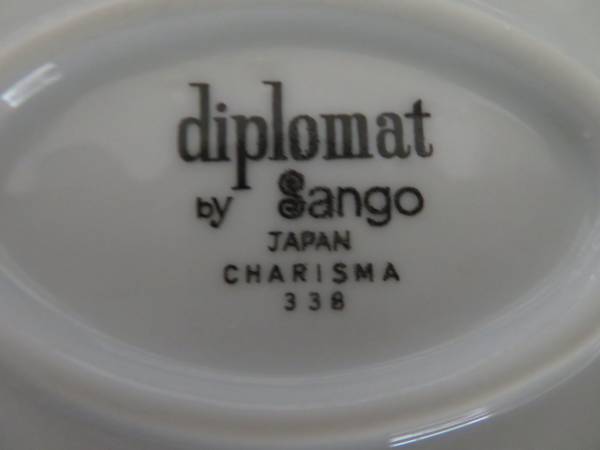 diplomat
by Sango
JAPAN
CHARISMA
338